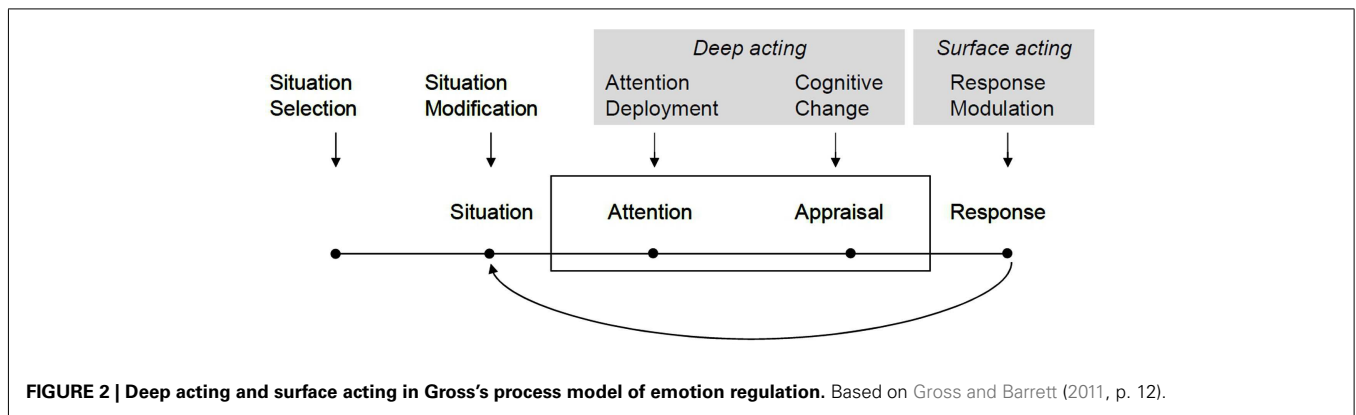 Deep acting
Surface acting
Situation
Selection
Situation
Modification
Attention
Deployment
Cognitive
Change
Response
Modulation
Situation
Attention
Appraisal
Response
FIGURE 2 | Deep acting and surface acting in Gross's process model of emotion regulation. Based on Gross and Barrett (2011, p. 12).